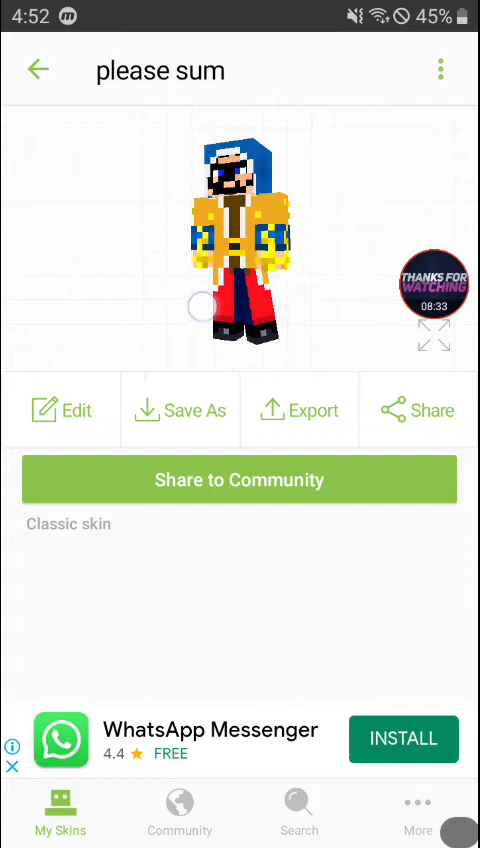 4:52
45%
please sum
THANKS FOR
WATCHING
08:33
Edit
Save As
Export
Share
Share to Community
Classic skin
WhatsApp Messenger
4.4 FREE
INSTALL
My Skins
Community
Search
More